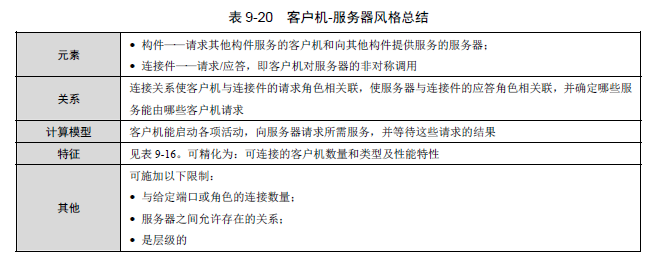 表 9-20 客户机-服务器风格总结
元素
● 构件——请求其他构件服务的客户机和向其他构件提供服务的服务器；
● 连接件——请求/应答，即客户机对服务器的非对称调用
关系
连接关系使客户机与连接件的请求角色相关联，使服务器与连接件的应答角色相关联，并确定哪些服
务能由哪些客户机请求
计算模型
客户机能启动各项活动，向服务器请求所需服务，并等待这些请求的结果
特征
见表 9-16。可精化为：可连接的客户机数量和类型及性能特性
其他
可施加以下限制：
● 与给定端口或角色的连接数量；
● 服务器之间允许存在的关系；
● 是层级的